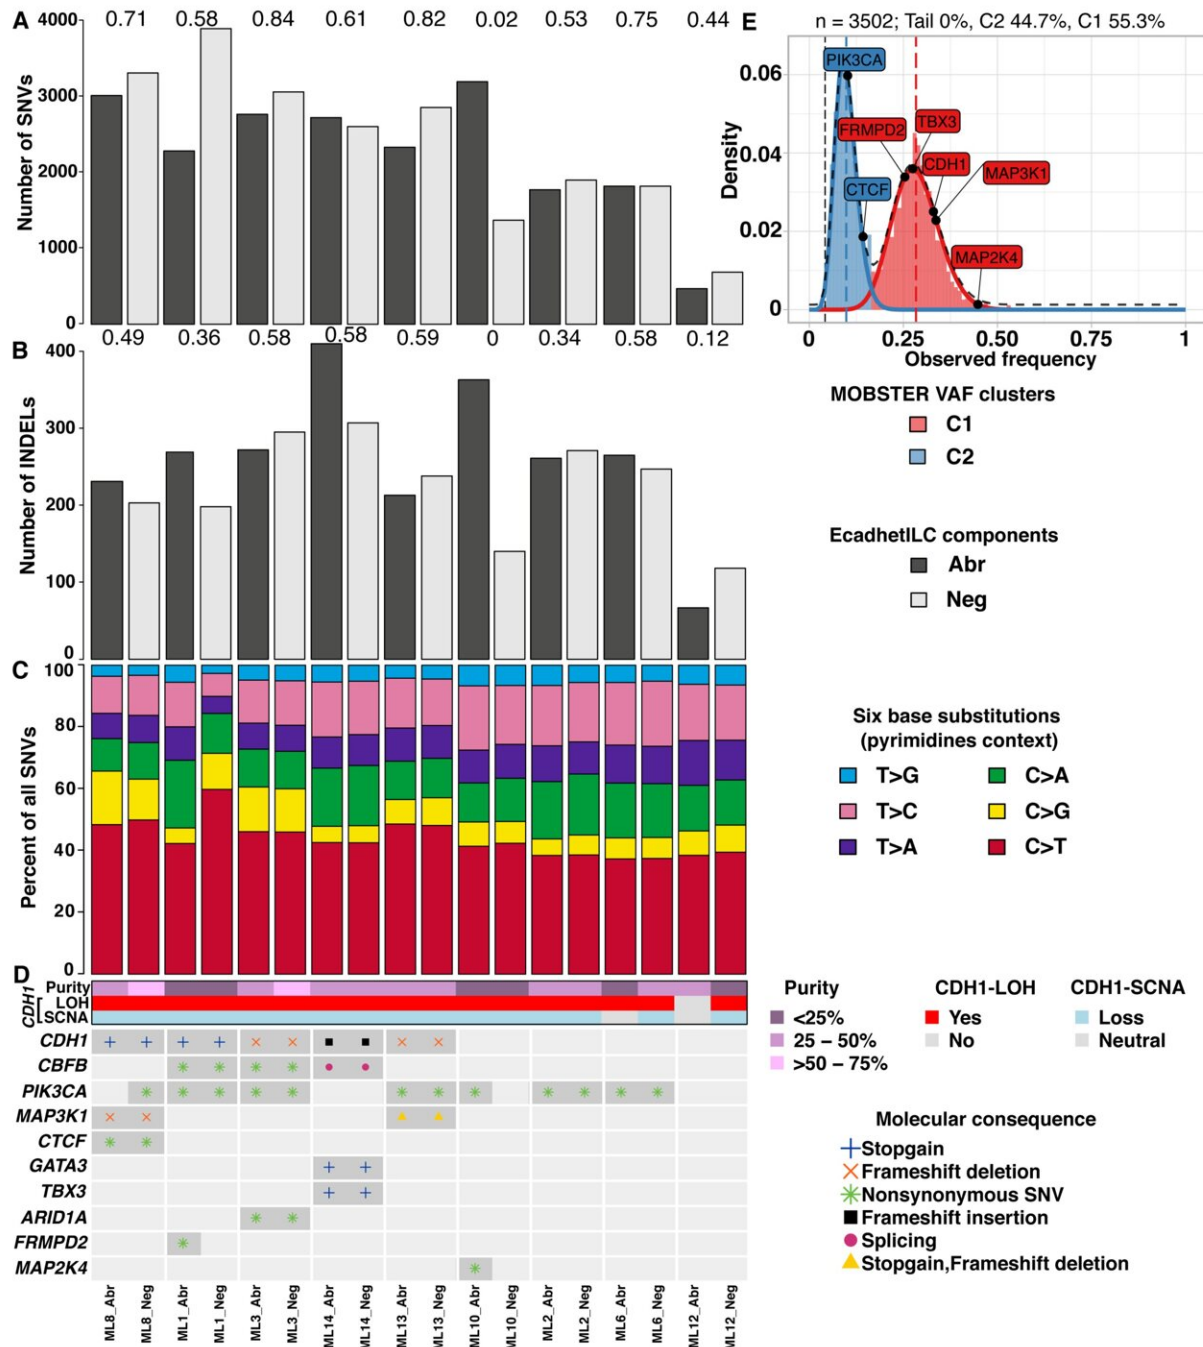 A
0.71 0.58 0.84 0.61 0.82 0.02 0.53 0.75 0.44
Number of SNVs
4000
3000
2000
1000
0
0.49 0.36 0.58 0.58 0.59 0 0.34 0.58 0.12
B
Number of INDELs
400
300
200
100
0
C
Percent of all SNVs
100
80
60
40
20
0
D
CDH1
Purity
LOH
SCNA
CDH1
CBFB
PIK3CA
MAP3K1
CTCF
GATA3
TBX3
ARID1A
FRMPD2
MAP2K4
ML8_Abr
ML8_Neg
ML1_Abr
ML1_Neg
ML3_Abr
ML3_Neg
ML14_Abr
ML14_Neg
ML13_Abr
ML13_Neg
ML10_Abr
ML10_Neg
ML2_Abr
ML2_Neg
ML6_Abr
ML6_Neg
ML12_Abr
ML12_Neg
E
n = 3502; Tail 0%, C2 44.7%, C1 55.3%
Density
0.06
0.04
0.02
0
PIK3CA
FRMPD2
TBX3
CDH1
MAP3K1
CTCF
MAP2K4
0 0.25 0.50 0.75 1
Observed frequency
MOBSTER VAF clusters
C1
C2
EcadhetILC components
Abr
Neg
Six base substitutions
(pyrimidines context)
T>G C>A
T>C C>G
T>A C>T
Purity
<25%
25 – 50%
>50 – 75%
CDH1-LOH
Yes
No
CDH1-SCNA
Loss
Neutral
Molecular consequence
Stopgain
Frameshift deletion
Nonsynonymous SNV
Frameshift insertion
Splicing
Stopgain,Frameshift deletion